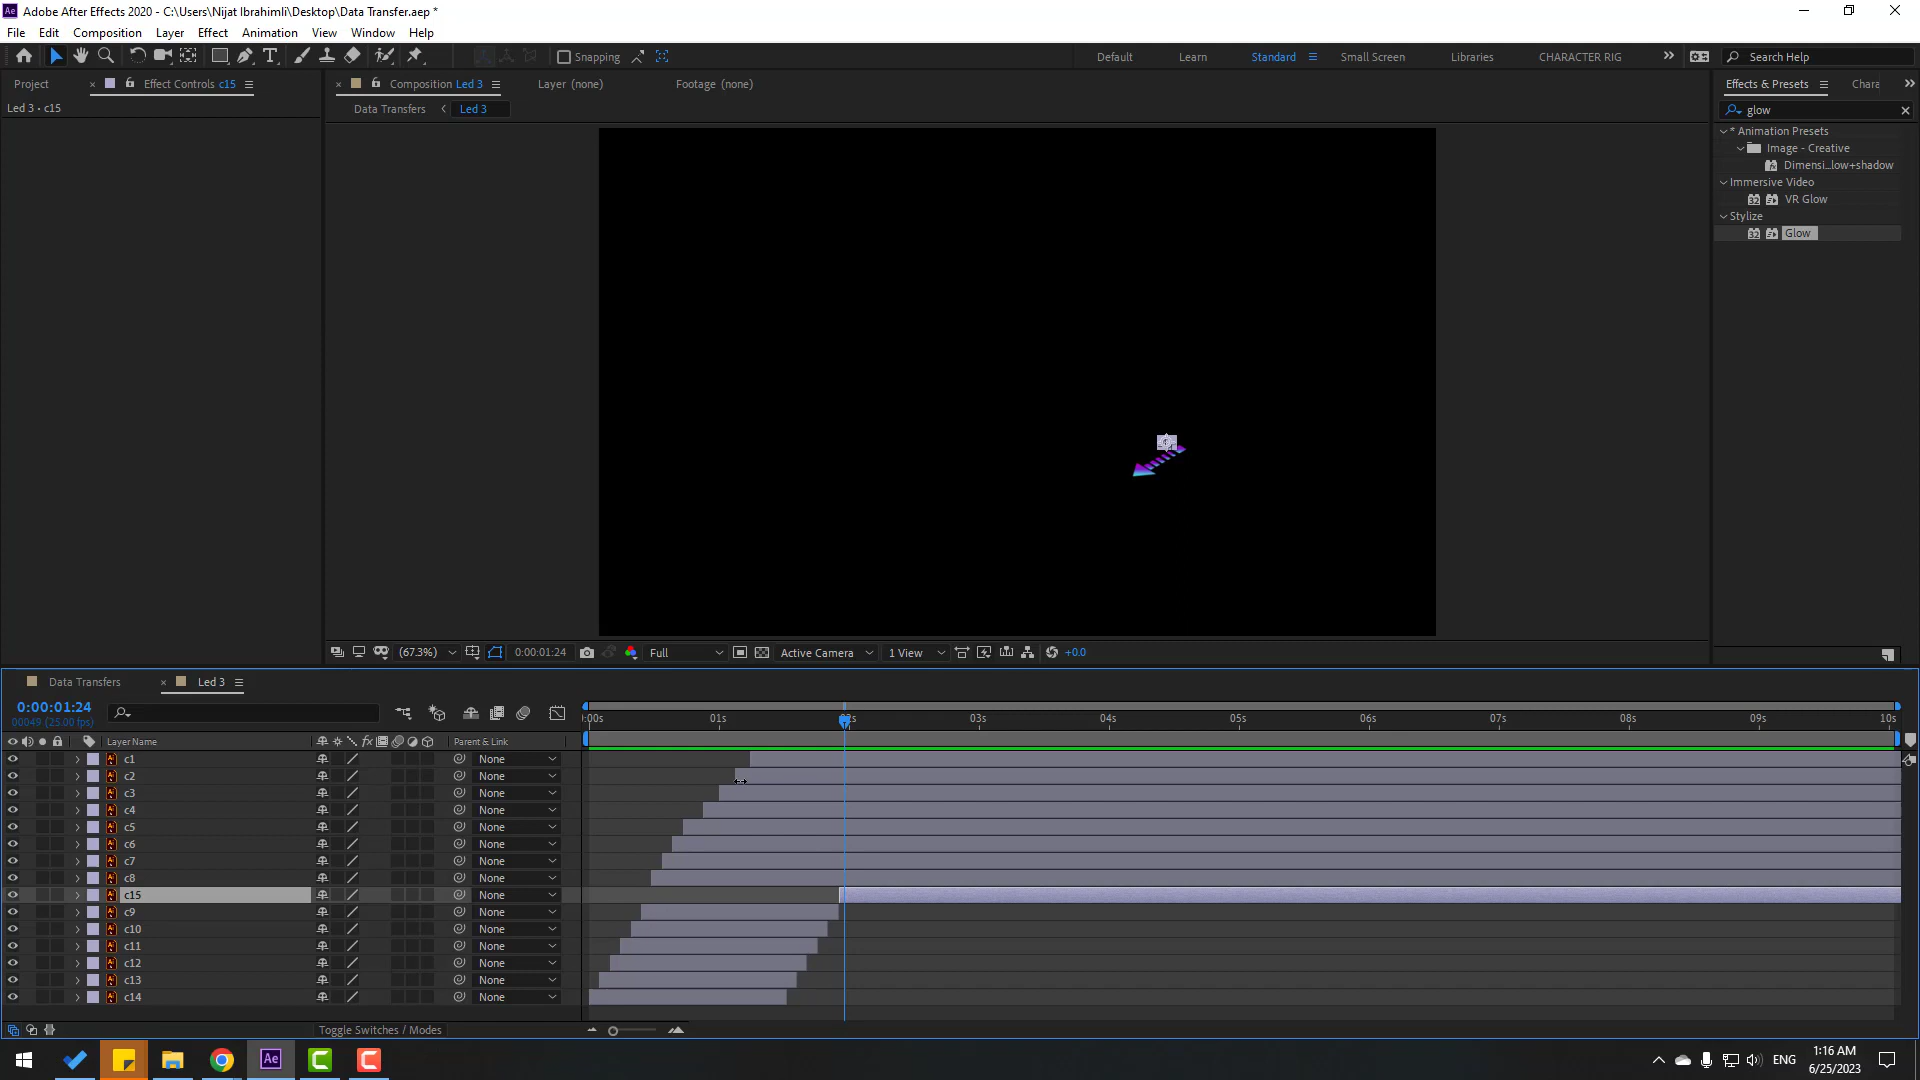 Adobe After Effects 2020 - C:\Users\Nijat Ibrahimli\Desktop\Data Transfer.aep *
File Edit Composition Layer Effect Animation View Window Help
Snapping Default Learn Standard Small Screen Libraries CHARACTER RIG Search Help
Project Effect Controls c15 Composition Led 3 Layer (none) Footage (none) Effects & Presets Chara
Led 3 • c15 Data Transfers Led 3 glow
* Animation Presets
Image - Creative
Dimensi...low+shadow
Immersive Video
VR Glow
Stylize
Glow
(67.3%) 0:00:01:24 Full Active Camera 1 View +0.0
Data Transfers Led 3
0:00:01:24
00049 (25.00 fps)
:00s 01s 03s 04s 05s 06s 07s 08s 09s 10s
Layer Name Parent & Link
c1 None
c2 None
c3 None
c4 None
c5 None
c6 None
c7 None
c8 None
c15 None
c9 None
c10 None
c11 None
c12 None
c13 None
c14 None
Toggle Switches / Modes
ENG 1:16 AM
6/25/2023